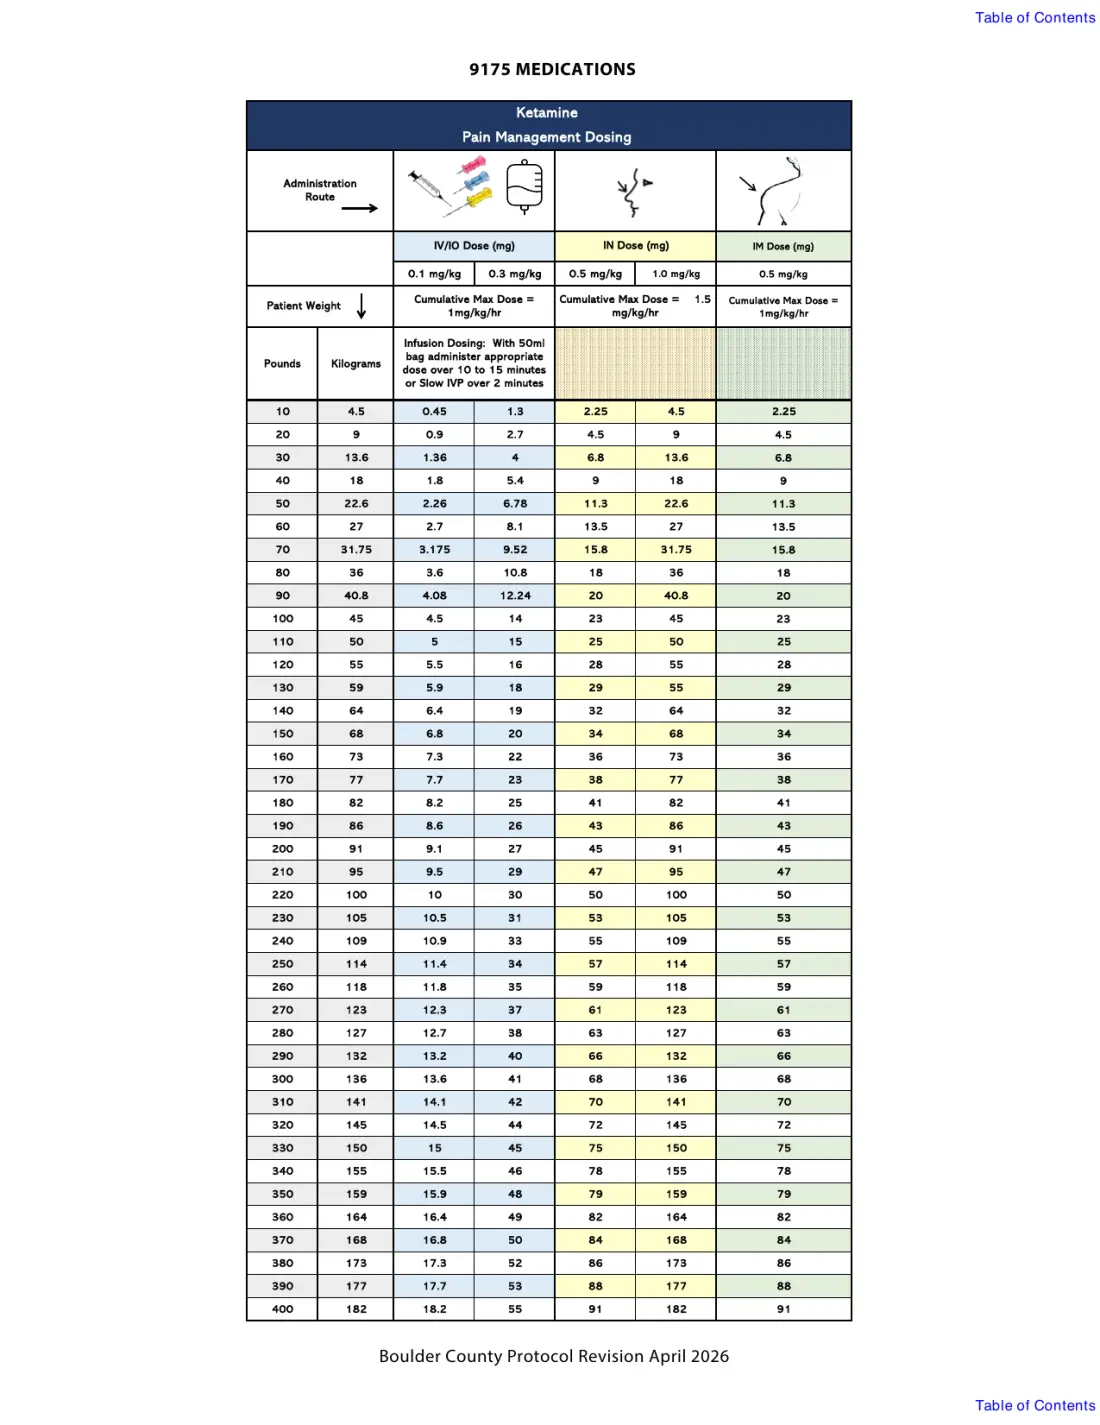 Table of Contents
9175 MEDICATIONS
Ketamine
Pain Management Dosing
Administration
Route
IV/IO Dose (mg) IN Dose (mg) IM Dose (mg)
0.1 mg/kg 0.3 mg/kg 0.5 mg/kg 1.0 mg/kg 0.5 mg/kg
Patient Weight
Cumulative Max Dose =
1mg/kg/hr
Cumulative Max Dose = 1.5
mg/kg/hr
Cumulative Max Dose =
1mg/kg/hr
Pounds Kilograms
Infusion Dosing: With 50ml
bag administer appropriate
dose over 10 to 15 minutes
or Slow IVP over 2 minutes
10 4.5 0.45 1.3 2.25 4.5 2.25
20 9 0.9 2.7 4.5 9 4.5
30 13.6 1.36 4 6.8 13.6 6.8
40 18 1.8 5.4 9 18 9
50 22.6 2.26 6.78 11.3 22.6 11.3
60 27 2.7 8.1 13.5 27 13.5
70 31.75 3.175 9.52 15.8 31.75 15.8
80 36 3.6 10.8 18 36 18
90 40.8 4.08 12.24 20 40.8 20
100 45 4.5 14 23 45 23
110 50 5 15 25 50 25
120 55 5.5 16 28 55 28
130 59 5.9 18 29 55 29
140 64 6.4 19 32 64 32
150 68 6.8 20 34 68 34
160 73 7.3 22 36 73 36
170 77 7.7 23 38 77 38
180 82 8.2 25 41 82 41
190 86 8.6 26 43 86 43
200 91 9.1 27 45 91 45
210 95 9.5 29 47 95 47
220 100 10 30 50 100 50
230 105 10.5 31 53 105 53
240 109 10.9 33 55 109 55
250 114 11.4 34 57 114 57
260 118 11.8 35 59 118 59
270 123 12.3 37 61 123 61
280 127 12.7 38 63 127 63
290 132 13.2 40 66 132 66
300 136 13.6 41 68 136 68
310 141 14.1 42 70 141 70
320 145 14.5 44 72 145 72
330 150 15 45 75 150 75
340 155 15.5 46 78 155 78
350 159 15.9 48 79 159 79
360 164 16.4 49 82 164 82
370 168 16.8 50 84 168 84
380 173 17.3 52 86 173 86
390 177 17.7 53 88 177 88
400 182 18.2 55 91 182 91
Boulder County Protocol Revision April 2026
Table of Contents